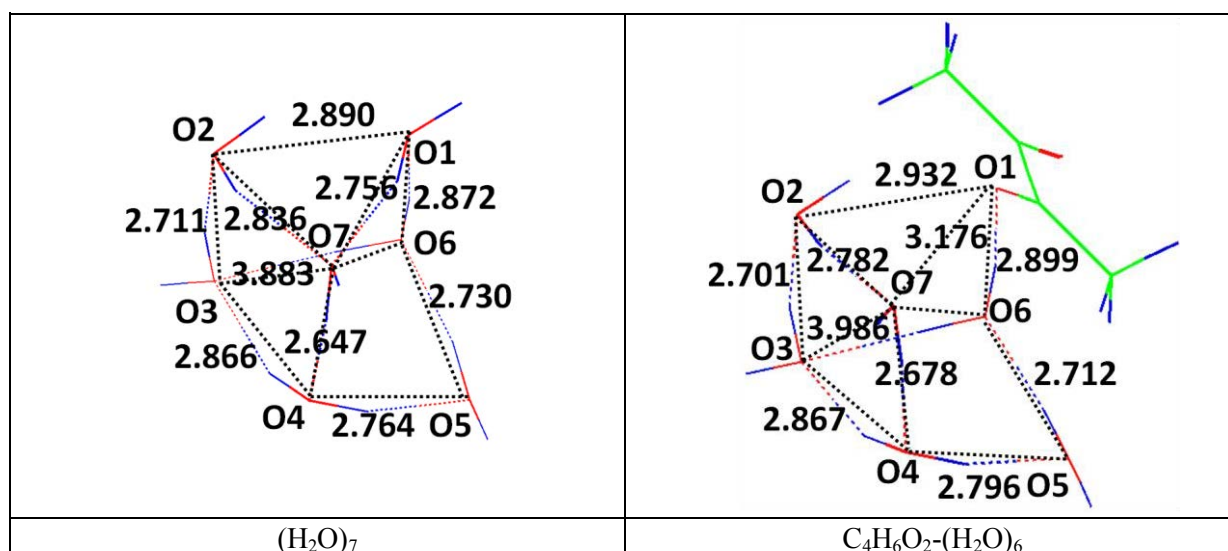 2.890
O2
O1
2.756
2.872
2.711
2.836
O7
O6
3.883
O3
2.730
2.647
2.866
O4
2.764
O5
(H₂O)₇
O1
2.932
O2
3.176
2.899
2.701
2.782
O7
O6
3.986
O3
2.678
2.712
2.867
O4
2.796
O5
C₄H₆O₂-(H₂O)₆